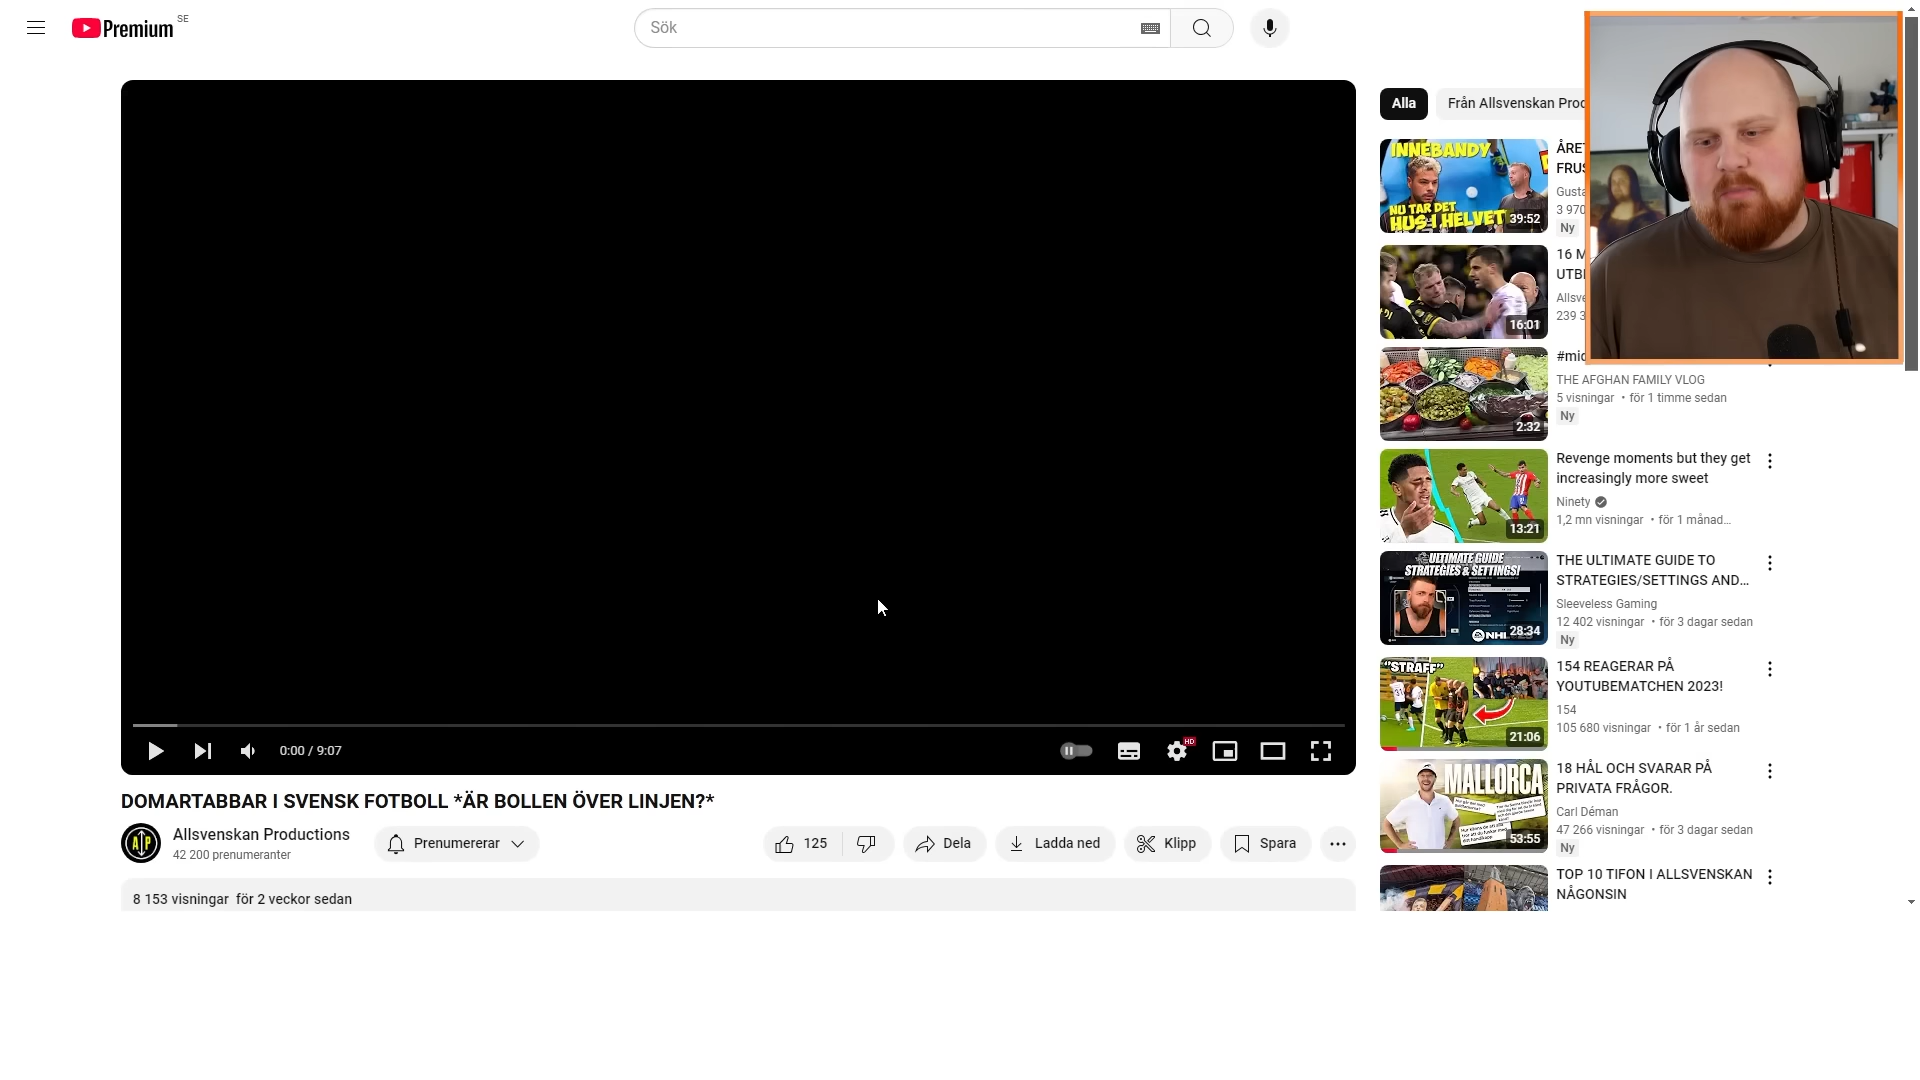 Premium SE
Sök
DOMARTABBAR I SVENSK FOTBOLL *ÄR BOLLEN ÖVER LINJEN?*
0:00 / 9:07
HD
Allsvenskan Productions
42 200 prenumeranter
Prenumererar
125
Dela
Ladda ned
Klipp
Spara
8 153 visningar för 2 veckor sedan
Alla
Från Allsvenskan
INNEBANDY
NU TAR DET
HUS I HELVET
39:52
3 970
Ny
16:01
16
239 3
2:32
THE AFGHAN FAMILY VLOG
5 visningar • för 1 timme sedan
Ny
13:21
Revenge moments but they get
increasingly more sweet
Ninety
1,2 mn visningar • för 1 månad...
ULTIMATE GUIDE
STRATEGIES & SETTINGS!
NHL
28:34
THE ULTIMATE GUIDE TO
STRATEGIES/SETTINGS AND...
Sleeveless Gaming
12 402 visningar • för 3 dagar sedan
Ny
"STRAFF"
21:06
154 REAGERAR PÅ
YOUTUBEMATCHEN 2023!
154
105 680 visningar • för 1 år sedan
MALLORCA
53:55
18 HÅL OCH SVARAR PÅ
PRIVATA FRÅGOR.
Carl Déman
47 266 visningar • för 3 dagar sedan
Ny
TOP 10 TIFON I ALLSVENSKAN
NÅGONSIN